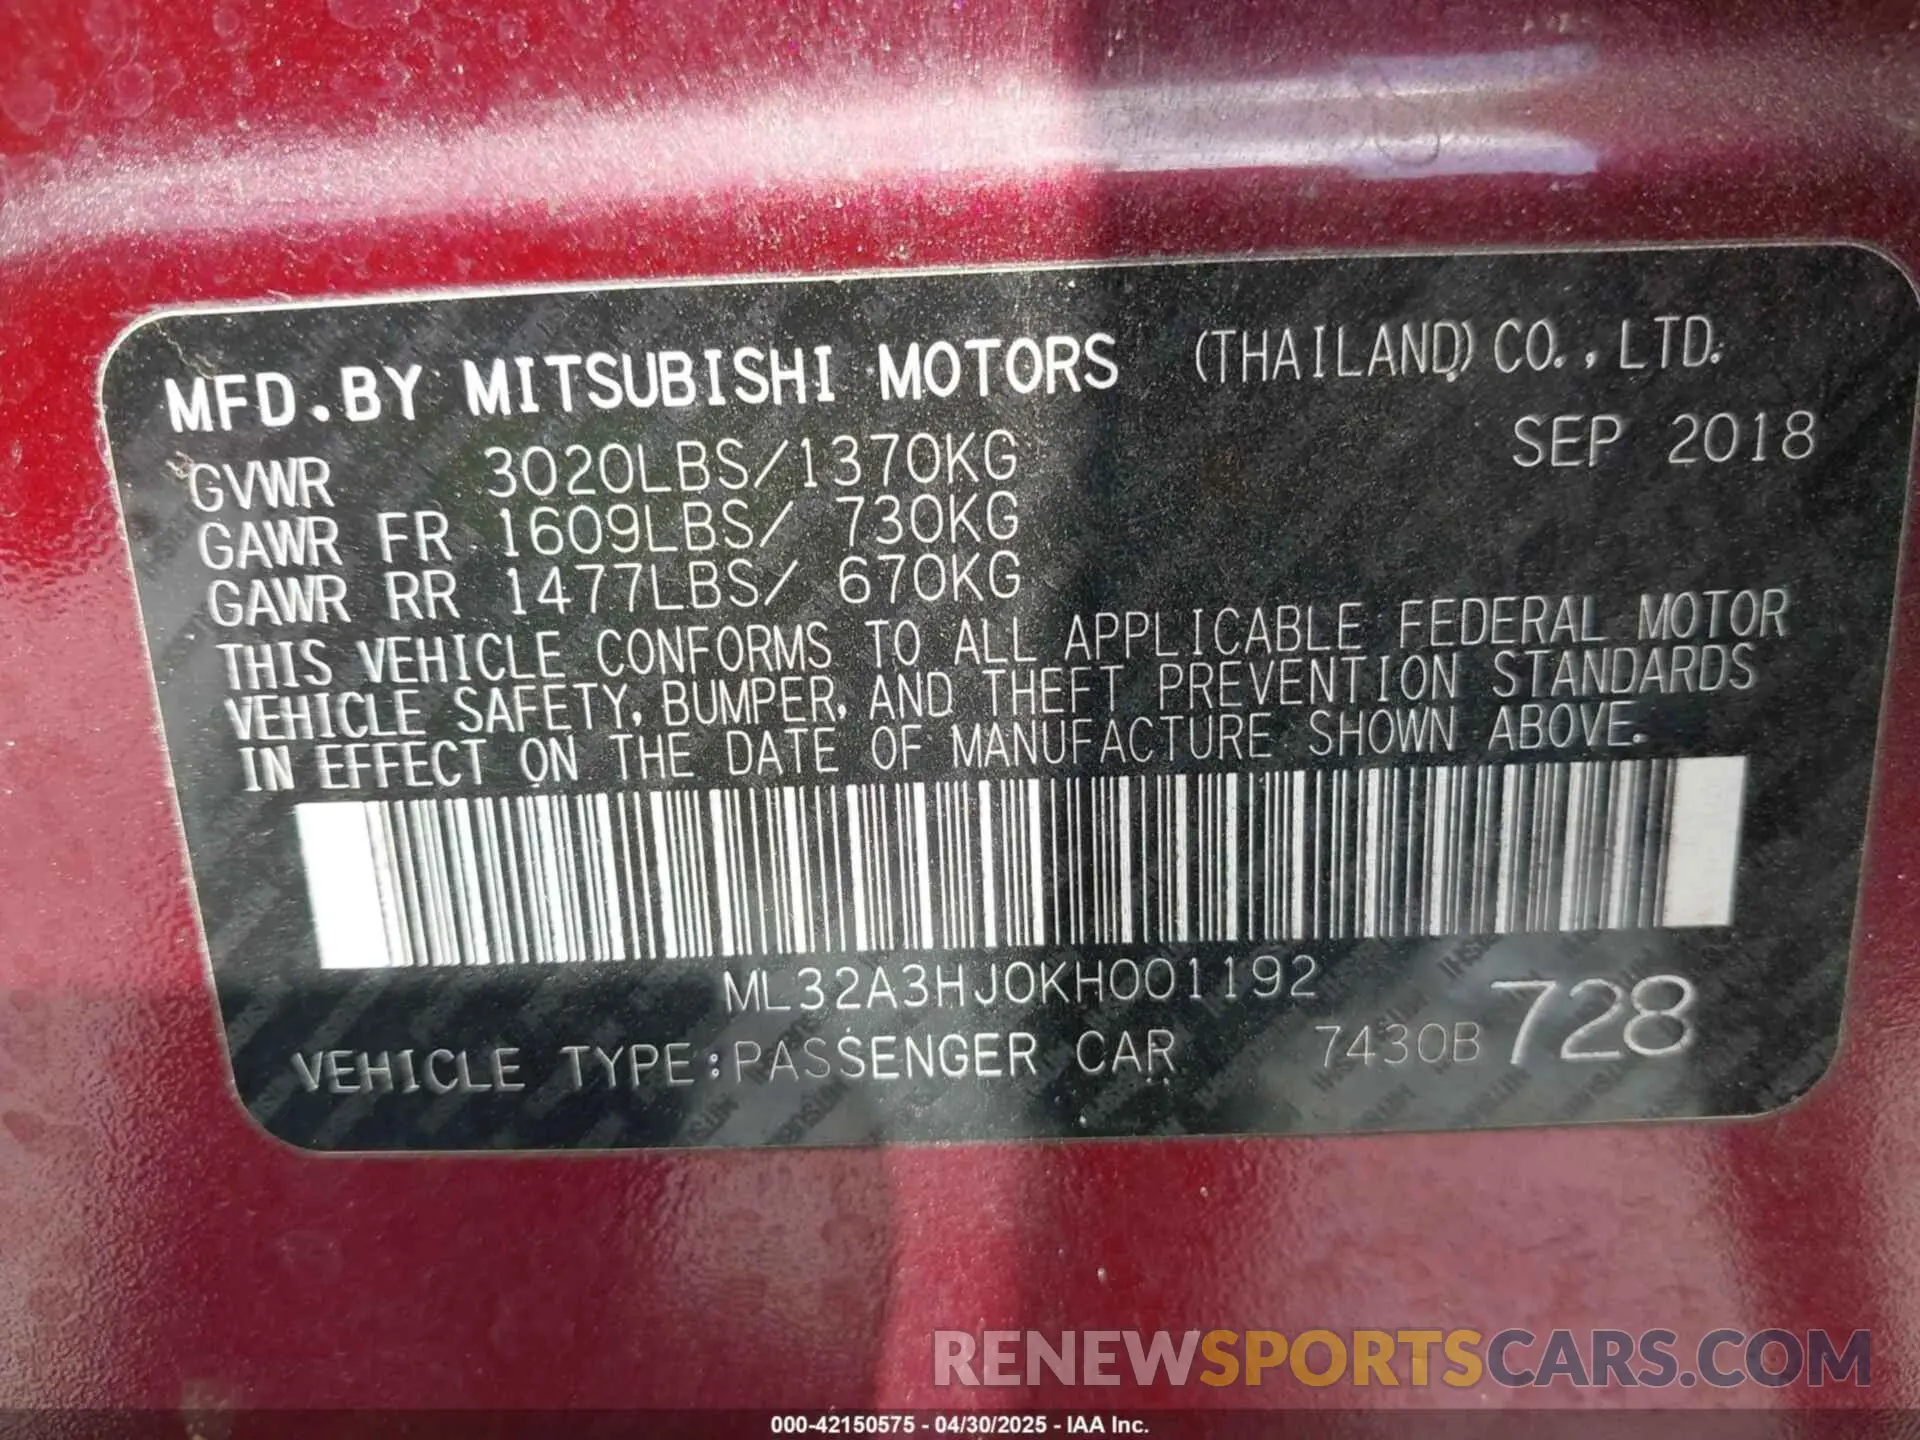 MFD.BY MITSUBISHI MOTORS (THAILAND) CO., LTD.
SEP 2018
GVWR 3020LBS/1370KG
GAWR FR 1609LBS/ 730KG
GAWR RR 1477LBS/ 670KG
THIS VEHICLE CONFORMS TO ALL APPLICABLE FEDERAL MOTOR
VEHICLE SAFETY, BUMPER, AND THEFT PREVENTION STANDARDS
IN EFFECT ON THE DATE OF MANUFACTURE SHOWN ABOVE.
ML32A3HJ0KH001192
VEHICLE TYPE:PASSENGER CAR 7430B 728
RENEWSPORTSCARS.COM
000-42150575 - 04/30/2025 - IAA Inc.